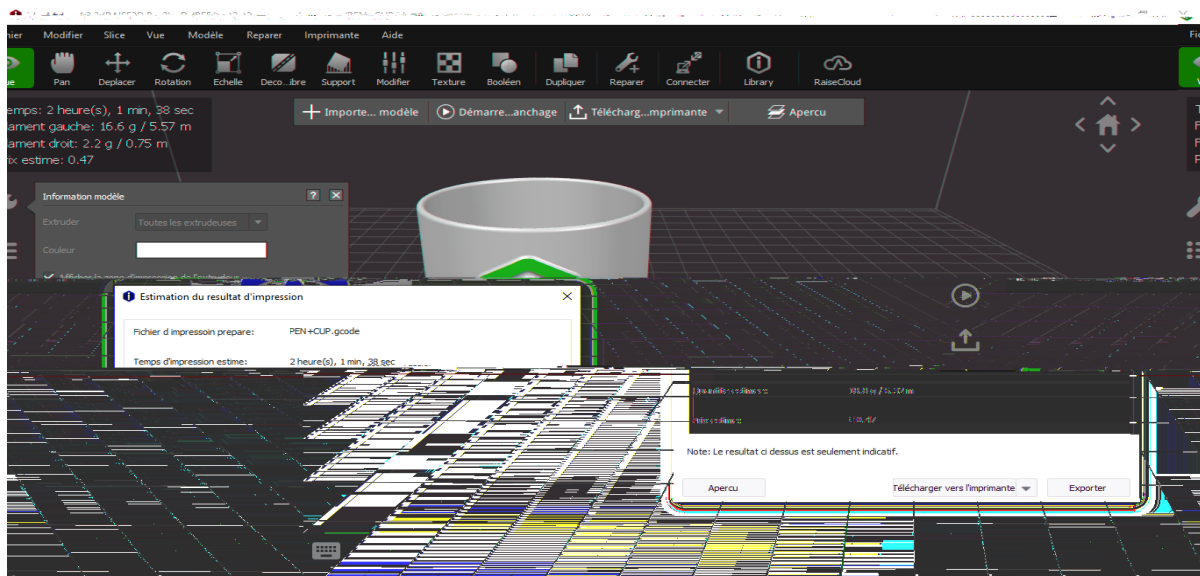 hier Modifier Slice Vue Modèle Reparer Imprimante Aide Fic
ue Pan Deplacer Rotation Echelle Deco...ibre Support Modifier Texture Booléen Dupliquer Reparer Connecter Library RaiseCloud
emps: 2 heure(s), 1 min, 38 sec
ament gauche: 16.6 g / 5.57 m
ament droit: 2.2 g / 0.75 m
rix estime: 0.47
Importe... modèle Démarre...anchage Télécharg...mprimante Apercu
Information modèle ?
Extruder Toutes les extrudeuses
Couleur
Estimation du resultat d'impression
Fichier d impressoin prepare: PEN+CUP.gcode
Temps d'impression estime: 2 heure(s), 1 min, 38 sec
Note: Le resultat ci dessus est seulement indicatif.
Apercu Télécharger vers l'imprimante Exporter